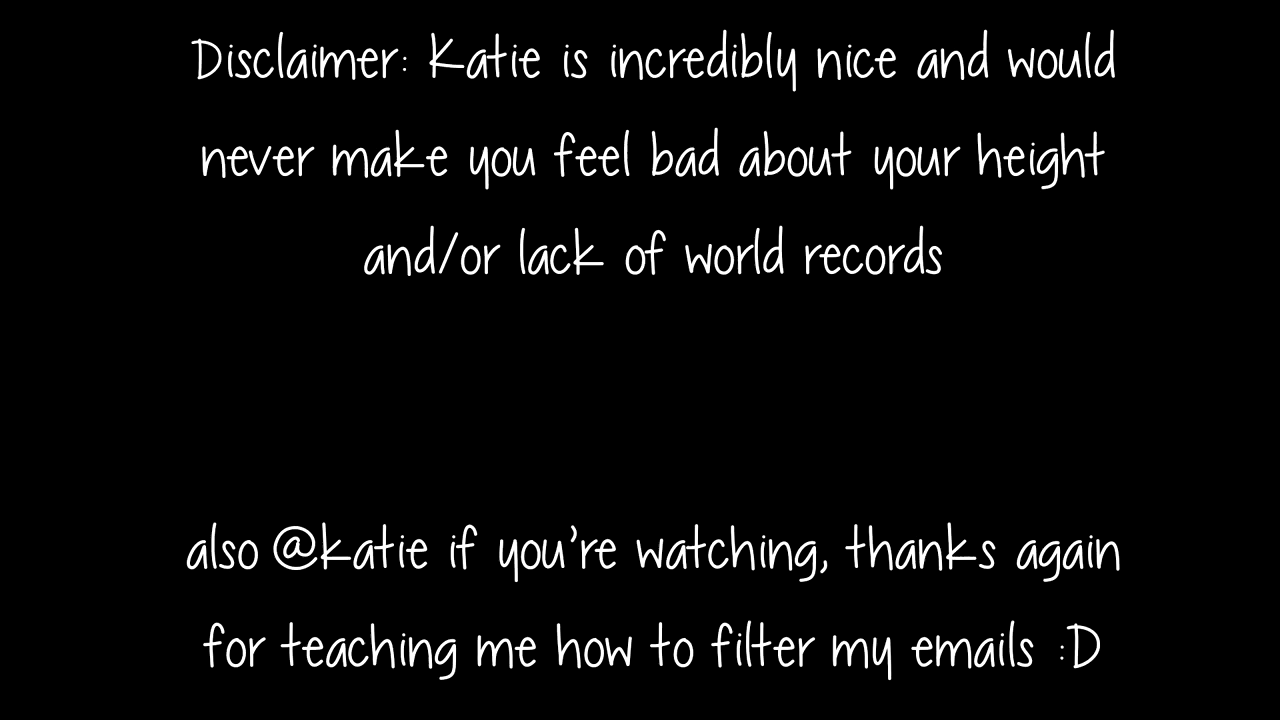 Disclaimer: Katie is incredibly nice and would
never make you feel bad about your height
and/or lack of world records
also @katie if you're watching, thanks again
for teaching me how to filter my emails :D